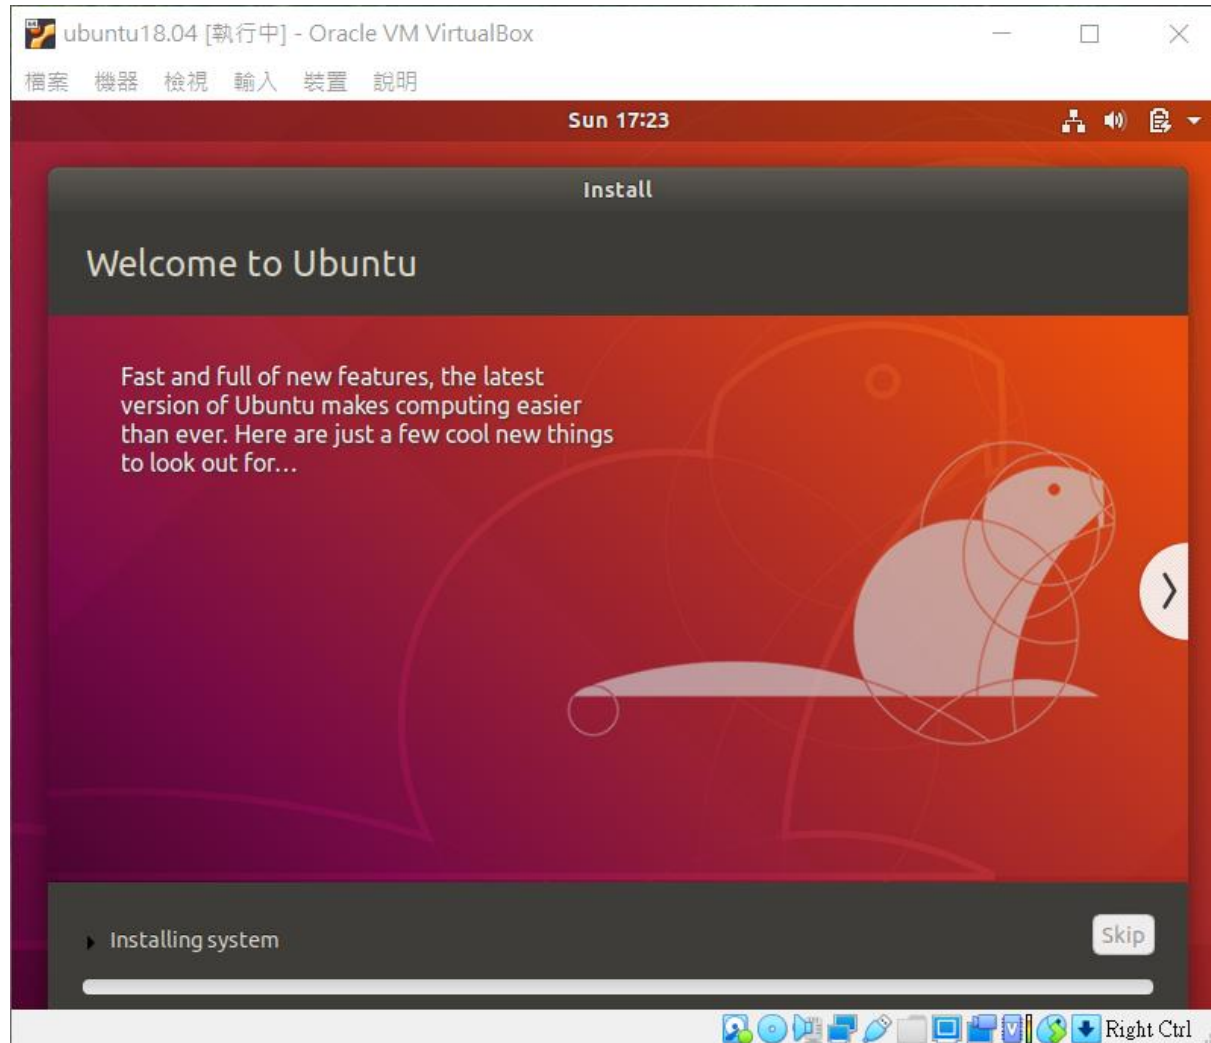 ubuntu18.04 [執行中] - Oracle VM VirtualBox
檔案 機器 檢視 輸入 裝置 說明
Sun 17:23
Install
Welcome to Ubuntu
Fast and full of new features, the latest
version of Ubuntu makes computing easier
than ever. Here are just a few cool new things
to look out for...
Installing system
Skip
Right Ctrl